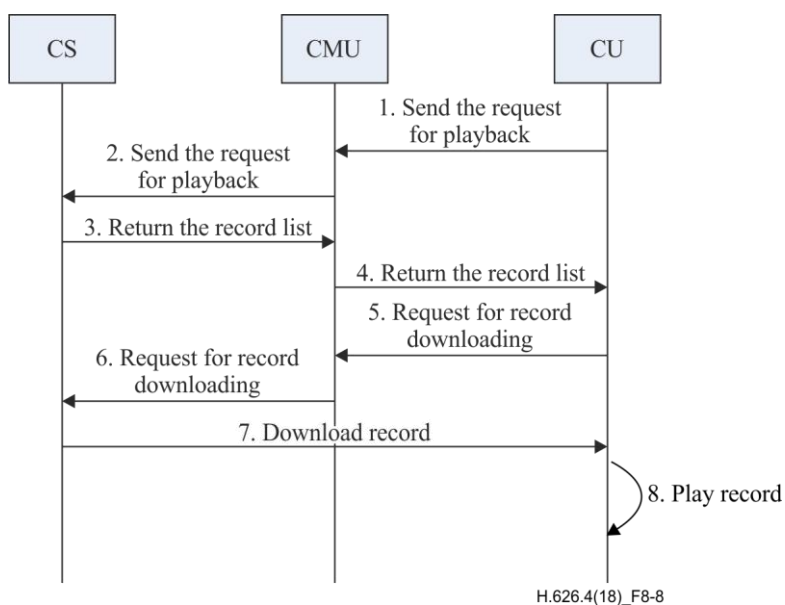 CS
CMU
CU
1. Send the request
for playback
2. Send the request
for playback
3. Return the record list
4. Return the record list
5. Request for record
downloading
6. Request for record
downloading
7. Download record
8. Play record
H.626.4(18)_F8-8